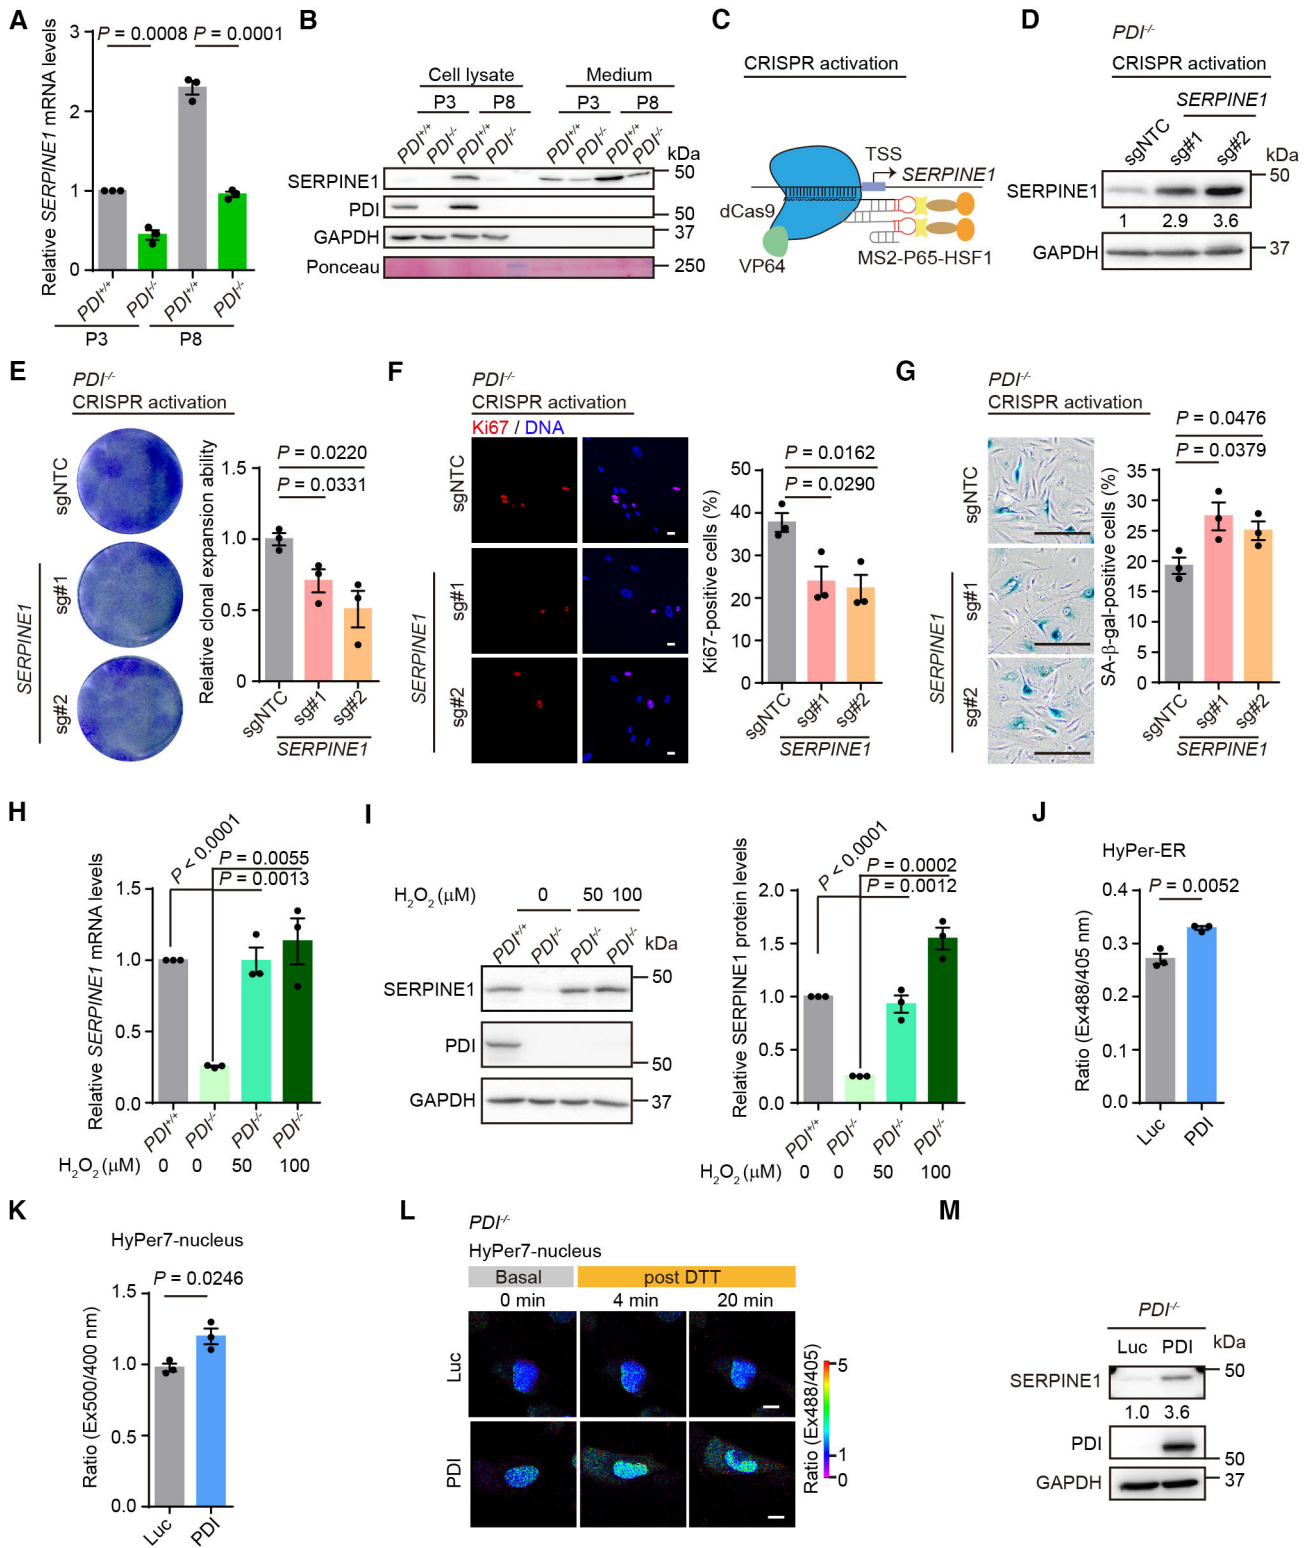 A
P = 0.0008 P = 0.0001
Relative SERPINE1 mRNA levels
3
2
1
0
PDI+/+ PDI-/- PDI+/+ PDI-/-
P3 P8
B
Cell lysate Medium
P3 P8 P3 P8
PDI+/+ PDI-/- PDI+/+ PDI-/- PDI+/+ PDI-/- PDI+/+ PDI-/-
kDa
SERPINE1 50
PDI 50
GAPDH 37
Ponceau 250
C
CRISPR activation
TSS
SERPINE1
dCas9
VP64
MS2-P65-HSF1
D
PDI-/-
CRISPR activation
SERPINE1
sgNTC sg#1 sg#2
kDa
SERPINE1 50
1 2.9 3.6
GAPDH 37
E
PDI-/-
CRISPR activation
sgNTC
SERPINE1
sg#1
sg#2
Relative clonal expansion ability
P = 0.0220
P = 0.0331
1.5
1.0
0.5
0
sgNTC sg#1 sg#2
SERPINE1
F
PDI-/-
CRISPR activation
Ki67 / DNA
sgNTC
SERPINE1
sg#1
sg#2
Ki67-positive cells (%)
P = 0.0162
P = 0.0290
50
40
30
20
10
0
sgNTC sg#1 sg#2
SERPINE1
G
PDI-/-
CRISPR activation
sgNTC
SERPINE1
sg#1
sg#2
SA-β-gal-positive cells (%)
P = 0.0476
P = 0.0379
35
30
25
20
15
10
5
0
sgNTC sg#1 sg#2
SERPINE1
H
P < 0.0001
P = 0.0055
P = 0.0013
Relative SERPINE1 mRNA levels
1.5
1.0
0.5
0.0
PDI+/+ PDI-/- PDI-/- PDI-/-
H2O2 (μM) 0 0 50 100
I
H2O2 (μM) 0 50 100
PDI+/+ PDI-/- PDI-/- PDI-/-
kDa
SERPINE1 50
PDI 50
GAPDH 37
P < 0.0001
P = 0.0002
P = 0.0012
Relative SERPINE1 protein levels
2.0
1.5
1.0
0.5
0.0
PDI+/+ PDI-/- PDI-/- PDI-/-
H2O2 (μM) 0 0 50 100
J
HyPer-ER
P = 0.0052
Ratio (Ex488/405 nm)
0.4
0.3
0.2
0.1
0.0
Luc PDI
K
HyPer7-nucleus
P = 0.0246
Ratio (Ex500/400 nm)
1.5
1.0
0.5
0.0
Luc PDI
L
PDI-/-
HyPer7-nucleus
Basal post DTT
0 min 4 min 20 min
Luc
PDI
Ratio (Ex488/405)
5
1
0
M
PDI-/-
Luc PDI
kDa
SERPINE1 50
1.0 3.6
PDI 50
GAPDH 37